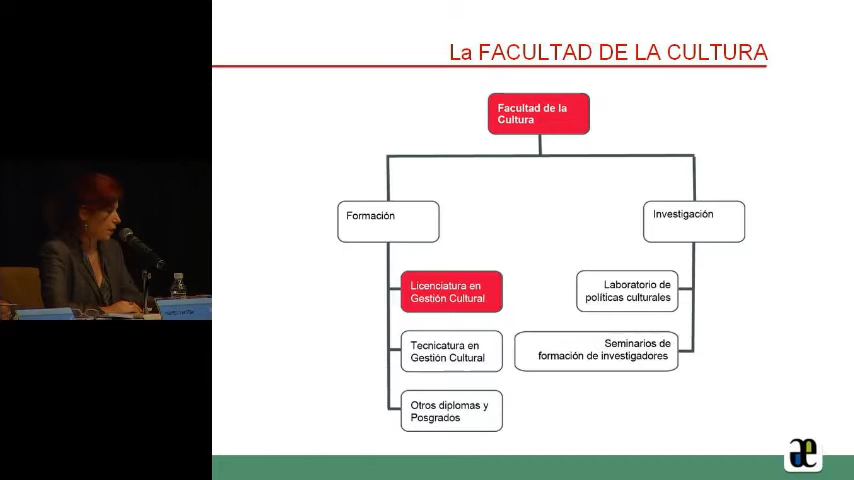 La FACULTAD DE LA CULTURA
Facultad de la
Cultura
Formación
Investigación
Licenciatura en
Gestión Cultural
Laboratorio de
políticas culturales
Tecnicatura en
Gestión Cultural
Seminarios de
formación de investigadores
Otros diplomas y
Posgrados